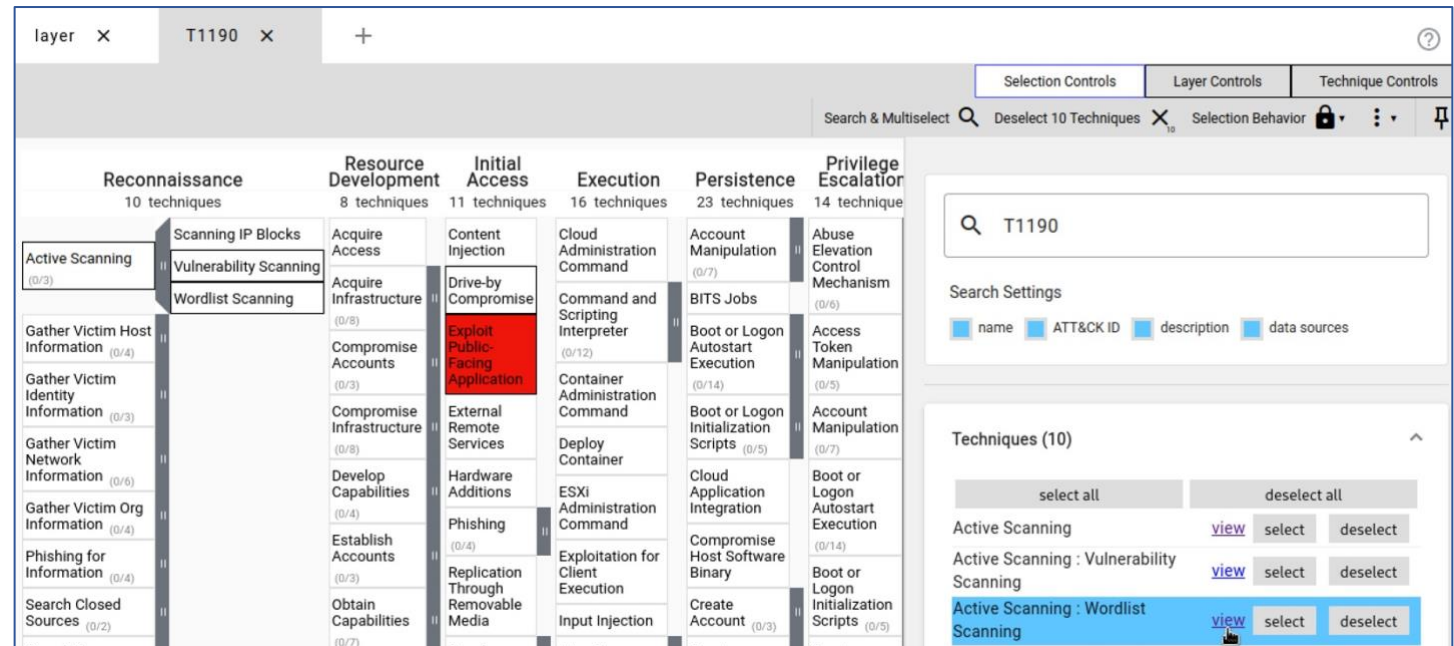 layer ×
T1190 ×
+
?
Selection Controls
Layer Controls
Technique Controls
Search & Multiselect
Deselect 10 Techniques
10
Selection Behavior
Reconnaissance
10 techniques
Active Scanning
(0/3)
Scanning IP Blocks
Vulnerability Scanning
Wordlist Scanning
Gather Victim Host
Information (0/4)
Gather Victim
Identity
Information (0/3)
Gather Victim
Network
Information (0/6)
Gather Victim Org
Information (0/4)
Phishing for
Information (0/4)
Search Closed
Sources (0/2)
Resource
Development
8 techniques
Acquire
Access
Acquire
Infrastructure
(0/8)
Compromise
Accounts
(0/3)
Compromise
Infrastructure
(0/8)
Develop
Capabilities
(0/4)
Establish
Accounts
(0/3)
Obtain
Capabilities
(0/7)
Initial
Access
11 techniques
Content
Injection
Drive-by
Compromise
Exploit
Public-
Facing
Application
External
Remote
Services
Hardware
Additions
Phishing
(0/4)
Replication
Through
Removable
Media
Execution
16 techniques
Cloud
Administration
Command
Command and
Scripting
Interpreter
(0/12)
Container
Administration
Command
Deploy
Container
ESXi
Administration
Command
Exploitation for
Client
Execution
Input Injection
Persistence
23 techniques
Account
Manipulation
(0/7)
BITS Jobs
Boot or Logon
Autostart
Execution
(0/14)
Boot or Logon
Initialization
Scripts (0/5)
Cloud
Application
Integration
Compromise
Host Software
Binary
Create
Account (0/3)
Privilege
Escalation
14 technique
Abuse
Elevation
Control
Mechanism
(0/6)
Access
Token
Manipulation
(0/5)
Account
Manipulation
(0/7)
Boot or
Logon
Autostart
Execution
(0/14)
Boot or
Logon
Initialization
Scripts (0/5)
T1190
Search Settings
name
ATT&CK ID
description
data sources
Techniques (10)
select all
deselect all
Active Scanning
view select deselect
Active Scanning : Vulnerability
Scanning
view select deselect
Active Scanning : Wordlist
Scanning
view select deselect